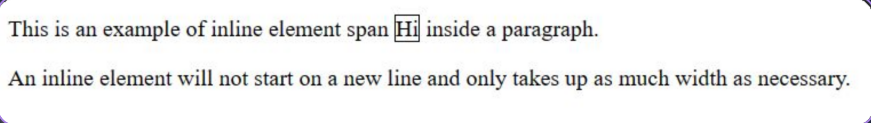 This is an example of inline element span Hi inside a paragraph.
An inline element will not start on a new line and only takes up as much width as necessary.